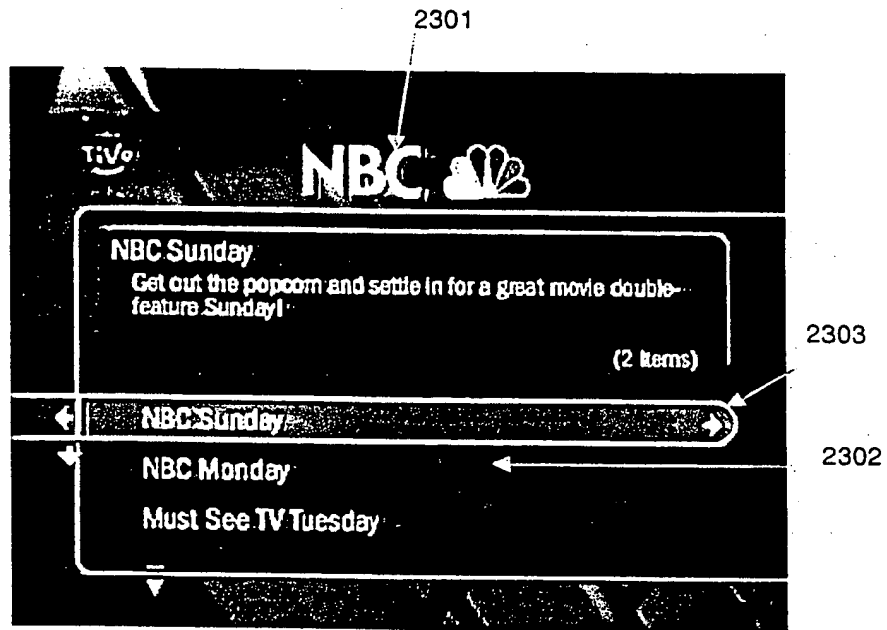 2301
TiVo
NBC
NBC Sunday
Get out the popcorn and settle in for a great movie double-
feature Sunday!
(2 items)
2303
NBC Sunday
NBC Monday
2302
Must See TV Tuesday